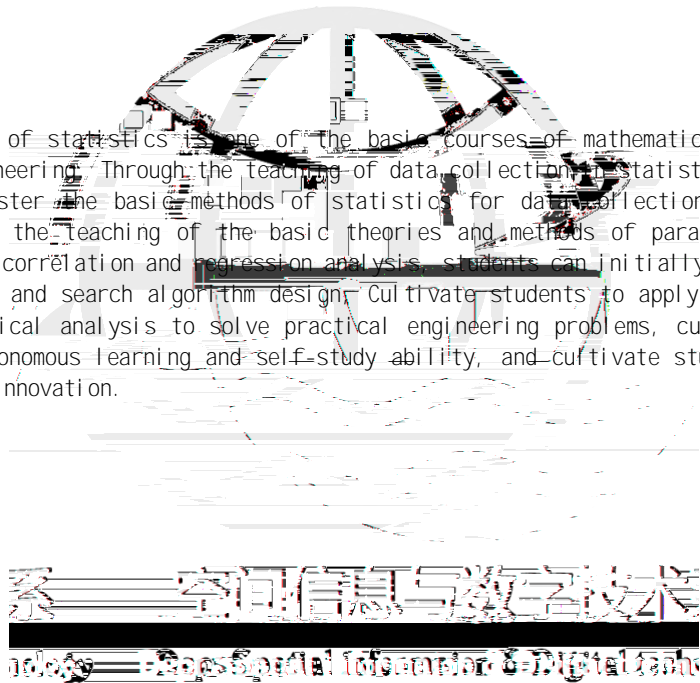 of statistics is one of the basic courses of mathematic
neering. Through the teaching of data collection in statist
ster the basic methods of statistics for data collection
the teaching of the basic theories and methods of para
correlation and regression analysis, students can initially
and search algorithm design. Cultivate students to apply
ical analysis to solve practical engineering problems, cu
onomous learning and self-study ability, and cultivate stu
nnovation.
系 空间信息与数字技术